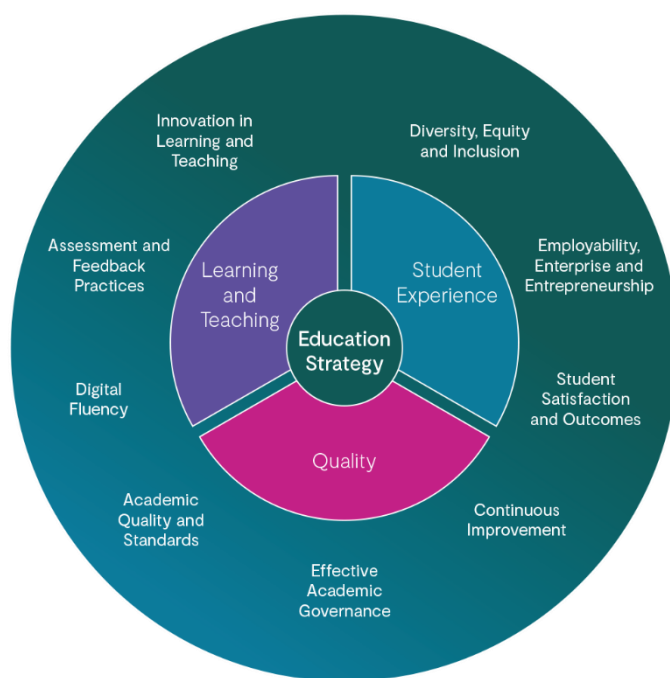 Innovation in
Learning and
Teaching
Diversity, Equity
and Inclusion
Assessment and
Feedback
Practices
Learning
and
Teaching
Student
Experience
Employability,
Enterprise and
Entrepreneurship
Education
Strategy
Digital
Fluency
Student
Satisfaction
and Outcomes
Quality
Academic
Quality and
Standards
Continuous
Improvement
Effective
Academic
Governance